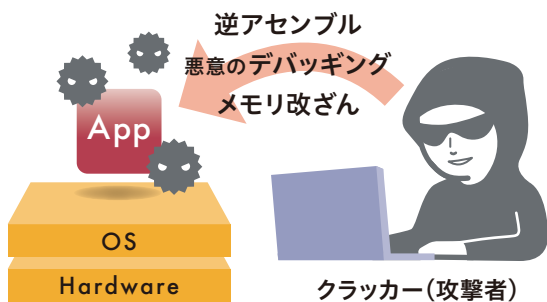 逆アセンブル
悪意のデバッギング
メモリ改ざん
App
OS
Hardware
クラッカー(攻撃者)